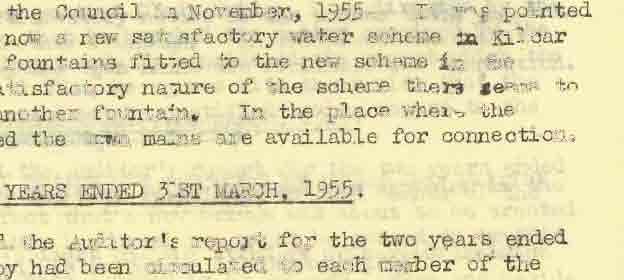 the Council in November, 1955 It was pointed
now a new satisfactory water scheme in Kilcar
fountains fitted to the new scheme in the
atisfactory nature of the scheme there seems to
another fountain. In the place where the
ed the town mains are available for connection.
YEARS ENDED 31ST MARCH, 1955.
the Auditor's report for the two years ended
py had been circulated to each member of the